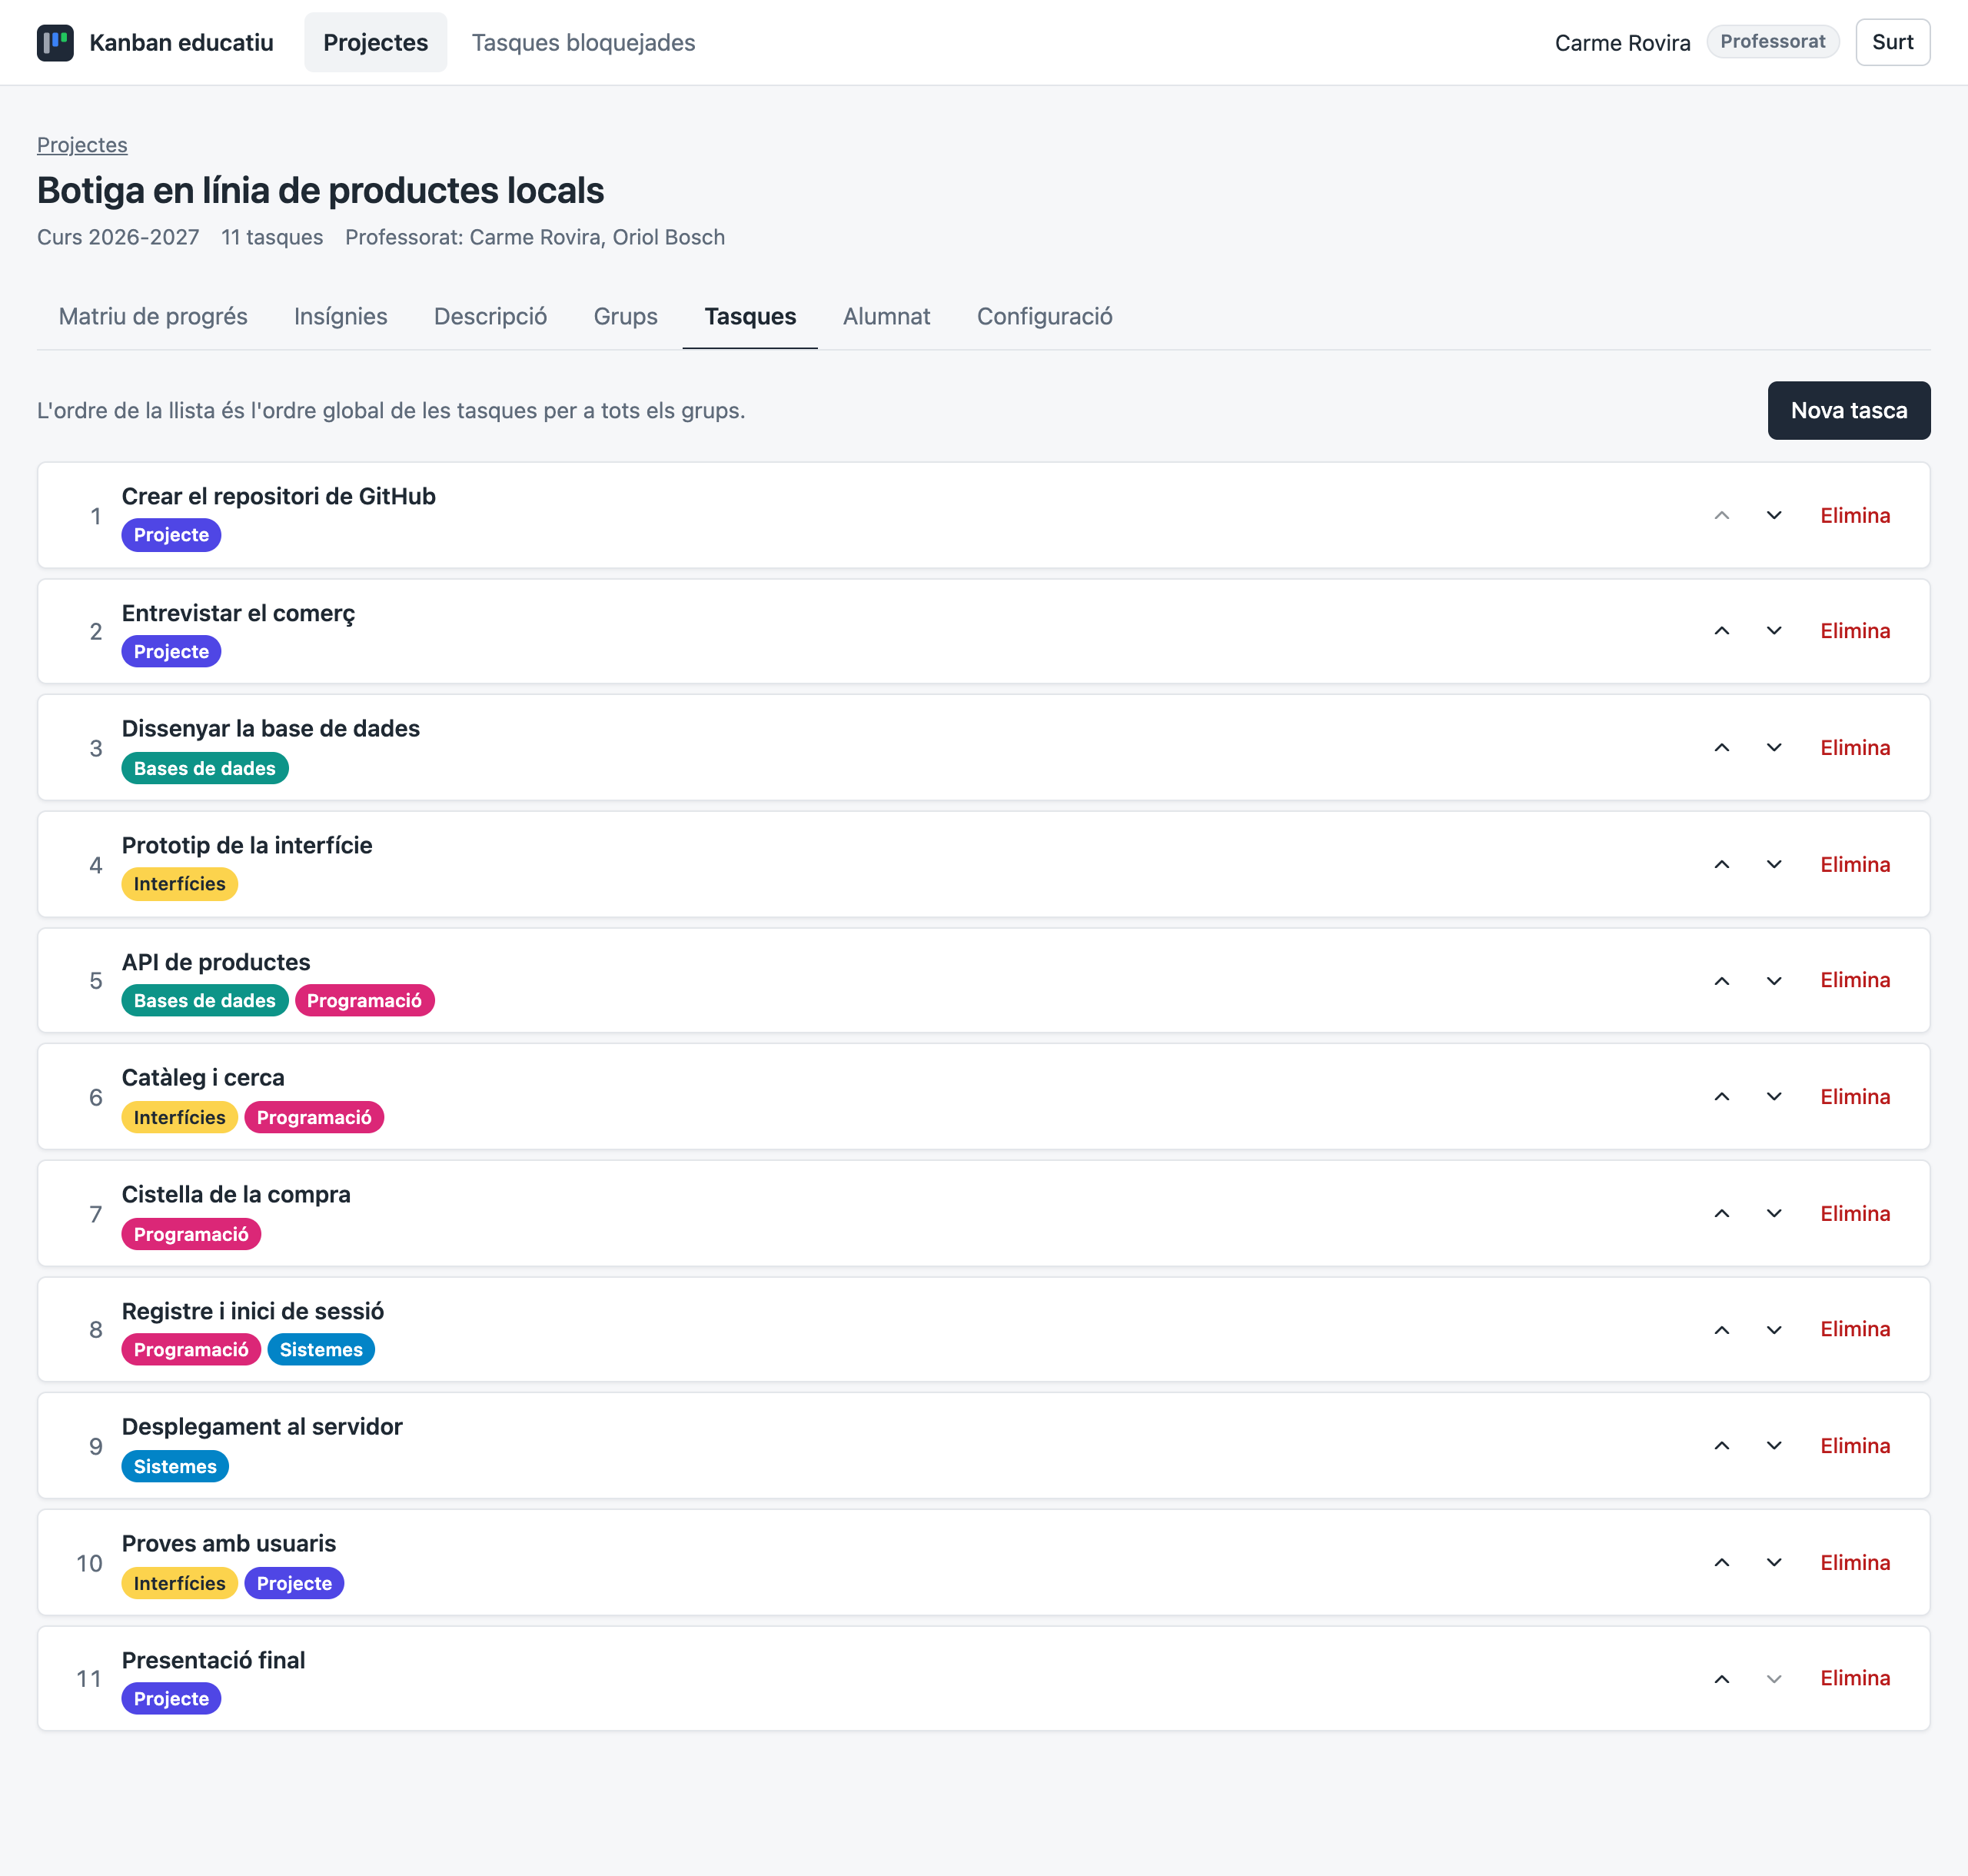 Kanban educatiu Projectes Tasques bloquejades Carme Rovira Professorat Surt
Projectes
Botiga en línia de productes locals
Curs 2026-2027 11 tasques Professorat: Carme Rovira, Oriol Bosch
Matriu de progrés Insígnies Descripció Grups Tasques Alumnat Configuració
L'ordre de la llista és l'ordre global de les tasques per a tots els grups. Nova tasca
Crear el repositori de GitHub
1 Elimina
Projecte
Entrevistar el comerç
2 Elimina
Projecte
Dissenyar la base de dades
3 Elimina
Bases de dades
Prototip de la interfície
4 Elimina
Interfícies
API de productes
5 Elimina
Bases de dades Programació
Catàleg i cerca
6 Elimina
Interfícies Programació
Cistella de la compra
7 Elimina
Programació
Registre i inici de sessió
8 Elimina
Programació Sistemes
Desplegament al servidor
9 Elimina
Sistemes
Proves amb usuaris
10 Elimina
Interfícies Projecte
Presentació final
11 Elimina
Projecte